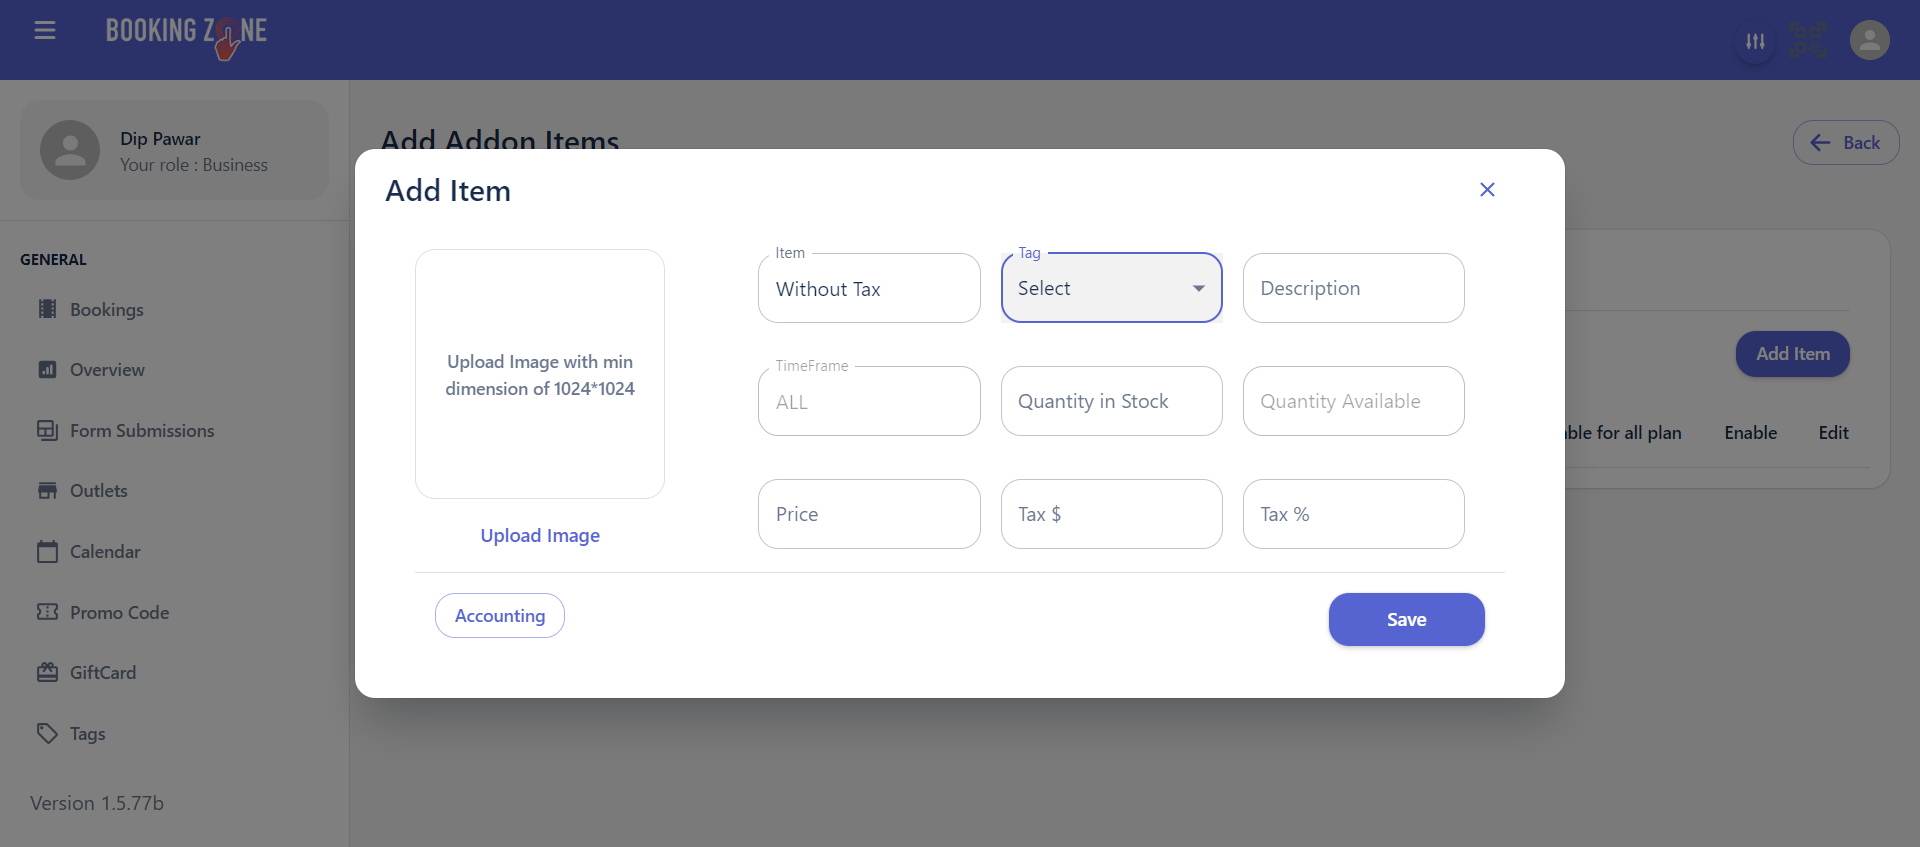 BOOKING ZONE
Dip Pawar
Your role : Business
GENERAL
Bookings
Overview
Form Submissions
Outlets
Calendar
Promo Code
GiftCard
Tags
Version 1.5.77b
Add Addon Items
Back
Add Item
Upload Image with min
dimension of 1024*1024
Upload Image
Item
Without Tax
Tag
Select
Description
TimeFrame
ALL
Quantity in Stock
Quantity Available
Price
Tax $
Tax %
Accounting
Save
Add Item
for all plan
Enable
Edit